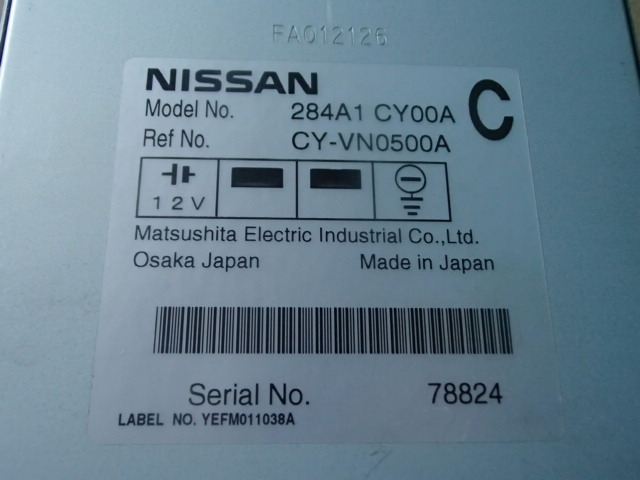 FA012126
NISSAN
Model No. 284A1 CY00A C
Ref No. CY-VN0500A
12V
Matsushita Electric Industrial Co.,Ltd.
Osaka Japan Made in Japan
Serial No. 78824
LABEL NO. YEFM011038A